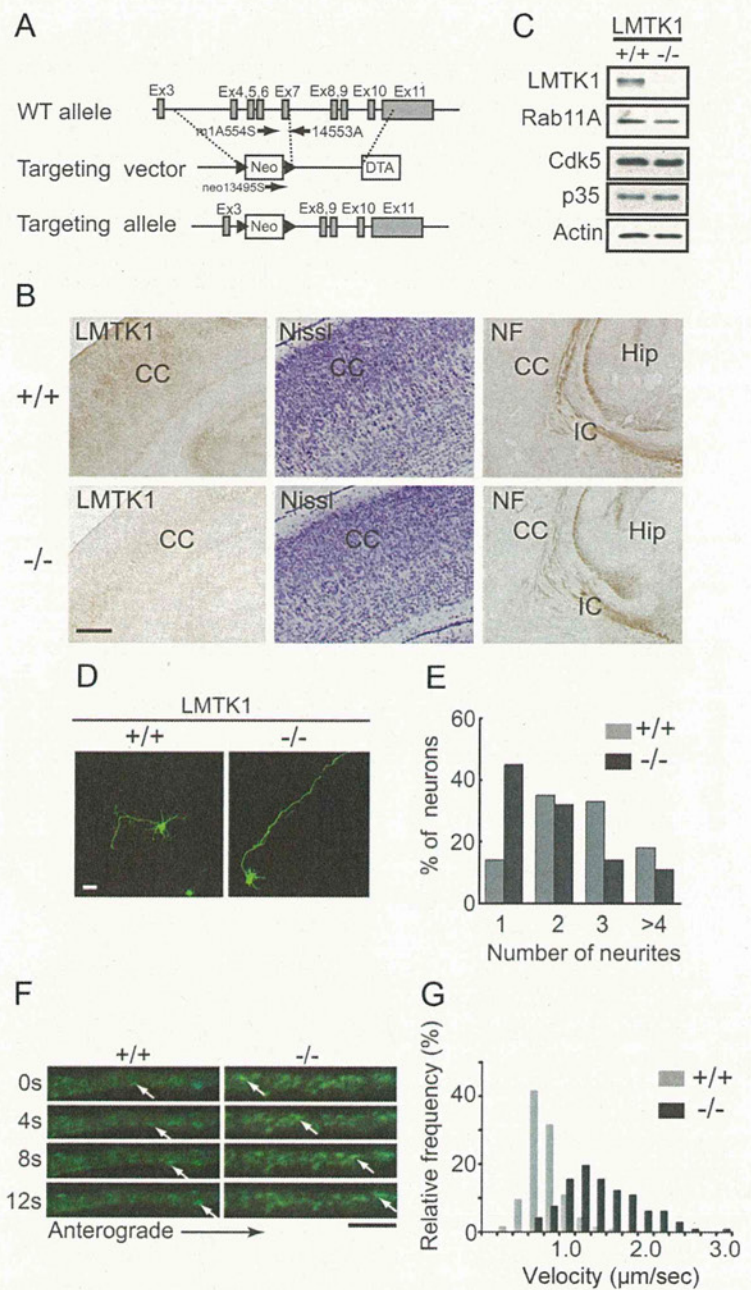 A
Ex3
Ex4,5,6
Ex7
Ex8,9
Ex10
Ex11
WT allele
m1A554S
14553A
Targeting vector
Neo
DTA
neo13495S
Targeting allele
Ex3
Neo
Ex8,9
Ex10
Ex11
C
LMTK1
+/+ -/-
LMTK1
Rab11A
Cdk5
p35
Actin
B
+/+
LMTK1
CC
Nissl
CC
NF
CC
Hip
IC
-/-
LMTK1
CC
Nissl
CC
NF
CC
Hip
IC
D
LMTK1
+/+ -/-
E
% of neurons
60
40
20
0
+/+
-/-
1 2 3 >4
Number of neurites
F
+/+ -/-
0s
4s
8s
12s
Anterograde
G
Relative frequency (%)
40
20
0
+/+
-/-
1.0 2.0 3.0
Velocity (µm/sec)